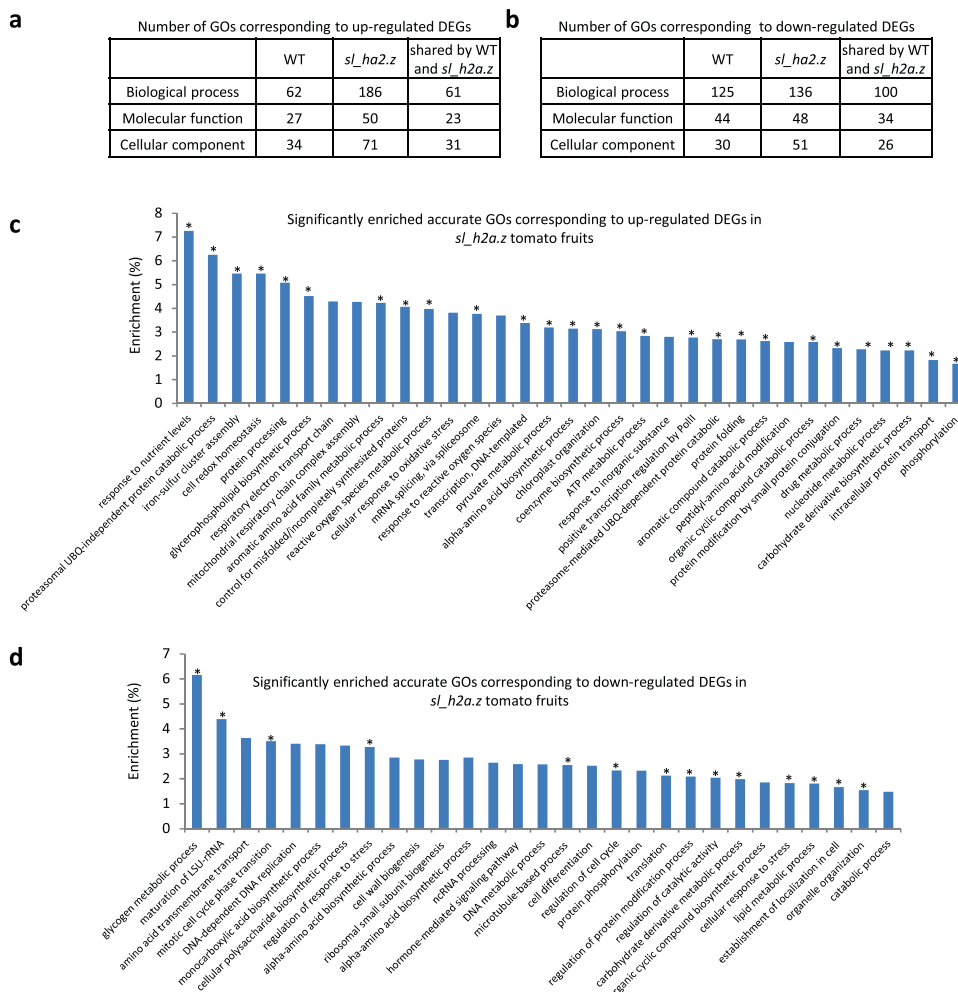 a
Number of GOs corresponding to up-regulated DEGs
WT
sl_ha2.z
shared by WT
and sl_h2a.z
Biological process 62 186 61
Molecular function 27 50 23
Cellular component 34 71 31
b
Number of GOs corresponding to down-regulated DEGs
WT
sl_ha2.z
shared by WT
and sl_h2a.z
Biological process 125 136 100
Molecular function 44 48 34
Cellular component 30 51 26
c
Significantly enriched accurate GOs corresponding to up-regulated DEGs in
sl_h2a.z tomato fruits
Enrichment (%)
8
7
6
5
4
3
2
1
0
* * * * * * * * * * * * * * * * * * * * * * * * * * * *
response to nutrient levels
proteasomal UBQ-independent protein catabolic process
iron-sulfur cluster assembly
cell redox homeostasis
protein processing
glycerophospholipid biosynthetic process
respiratory electron transport chain
mitochondrial respiratory chain complex assembly
aromatic amino acid family metabolic process
control for misfolded/incompletely synthesized proteins
reactive oxygen species metabolic process
cellular response to oxidative stress
mRNA splicing, via spliceosome
response to reactive oxygen species
transcription, DNA-templated
pyruvate metabolic process
alpha-amino acid biosynthetic process
chloroplast organization
coenzyme biosynthetic process
ATP metabolic process
response to inorganic substance
positive transcription regulation by PolII
proteasome-mediated UBQ-dependent protein catabolic
protein folding
aromatic compound catabolic process
peptidyl-amino acid modification
organic cyclic compound catabolic process
protein modification by small protein conjugation
drug metabolic process
nucleotide metabolic process
carbohydrate derivative biosynthetic process
intracellular protein transport
phosphorylation
d
Significantly enriched accurate GOs corresponding to down-regulated DEGs in
sl_h2a.z tomato fruits
Enrichment (%)
7
6
5
4
3
2
1
0
* * * * * * * * * * * * * *
glycogen metabolic process
maturation of LSU-rRNA
amino acid transmembrane transport
mitotic cell cycle phase transition
DNA-dependent DNA replication
monocarboxylic acid biosynthetic process
cellular polysaccharide biosynthetic process
regulation of response to stress
alpha-amino acid biosynthetic process
cell wall biogenesis
ribosomal small subunit biogenesis
alpha-amino acid biosynthetic process
ncRNA processing
hormone-mediated signaling pathway
DNA metabolic process
microtubule-based process
cell differentiation
regulation of cell cycle
protein phosphorylation
translation
regulation of protein modification process
regulation of catalytic activity
carbohydrate derivative metabolic process
organic cyclic compound biosynthetic process
cellular response to stress
lipid metabolic process
establishment of localization in cell
organelle organization
catabolic process